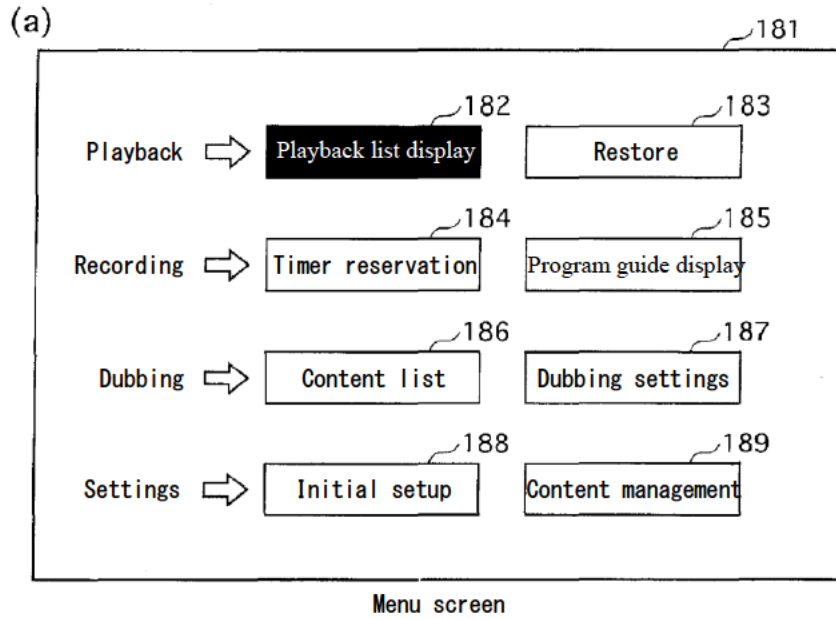 (a)
181
182
183
Playback
Playback list display
Restore
184
185
Recording
Timer reservation
Program guide display
186
187
Dubbing
Content list
Dubbing settings
188
189
Settings
Initial setup
Content management
Menu screen